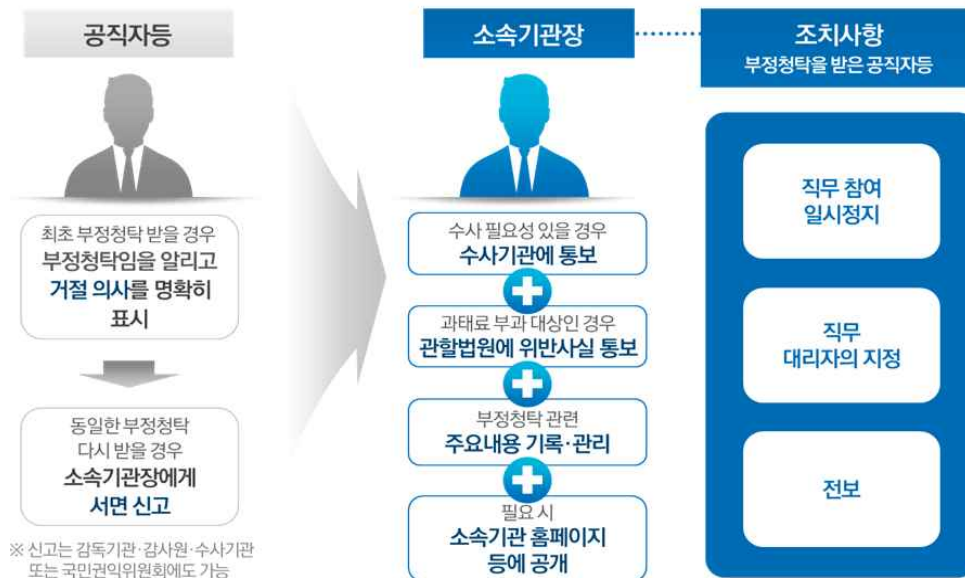 공직자등
최초 부정청탁 받을 경우
부정청탁임을 알리고
거절 의사를 명확히
표시
동일한 부정청탁
다시 받을 경우
소속기관장에게
서면 신고
※ 신고는 감독기관·감사원·수사기관
또는 국민권익위원회에도 가능
소속기관장
수사 필요성 있을 경우
수사기관에 통보
과태료 부과 대상인 경우
관할법원에 위반사실 통보
부정청탁 관련
주요내용 기록·관리
필요 시
소속기관 홈페이지
등에 공개
조치사항
부정청탁을 받은 공직자등
직무 참여
일시정지
직무
대리자의 지정
전보